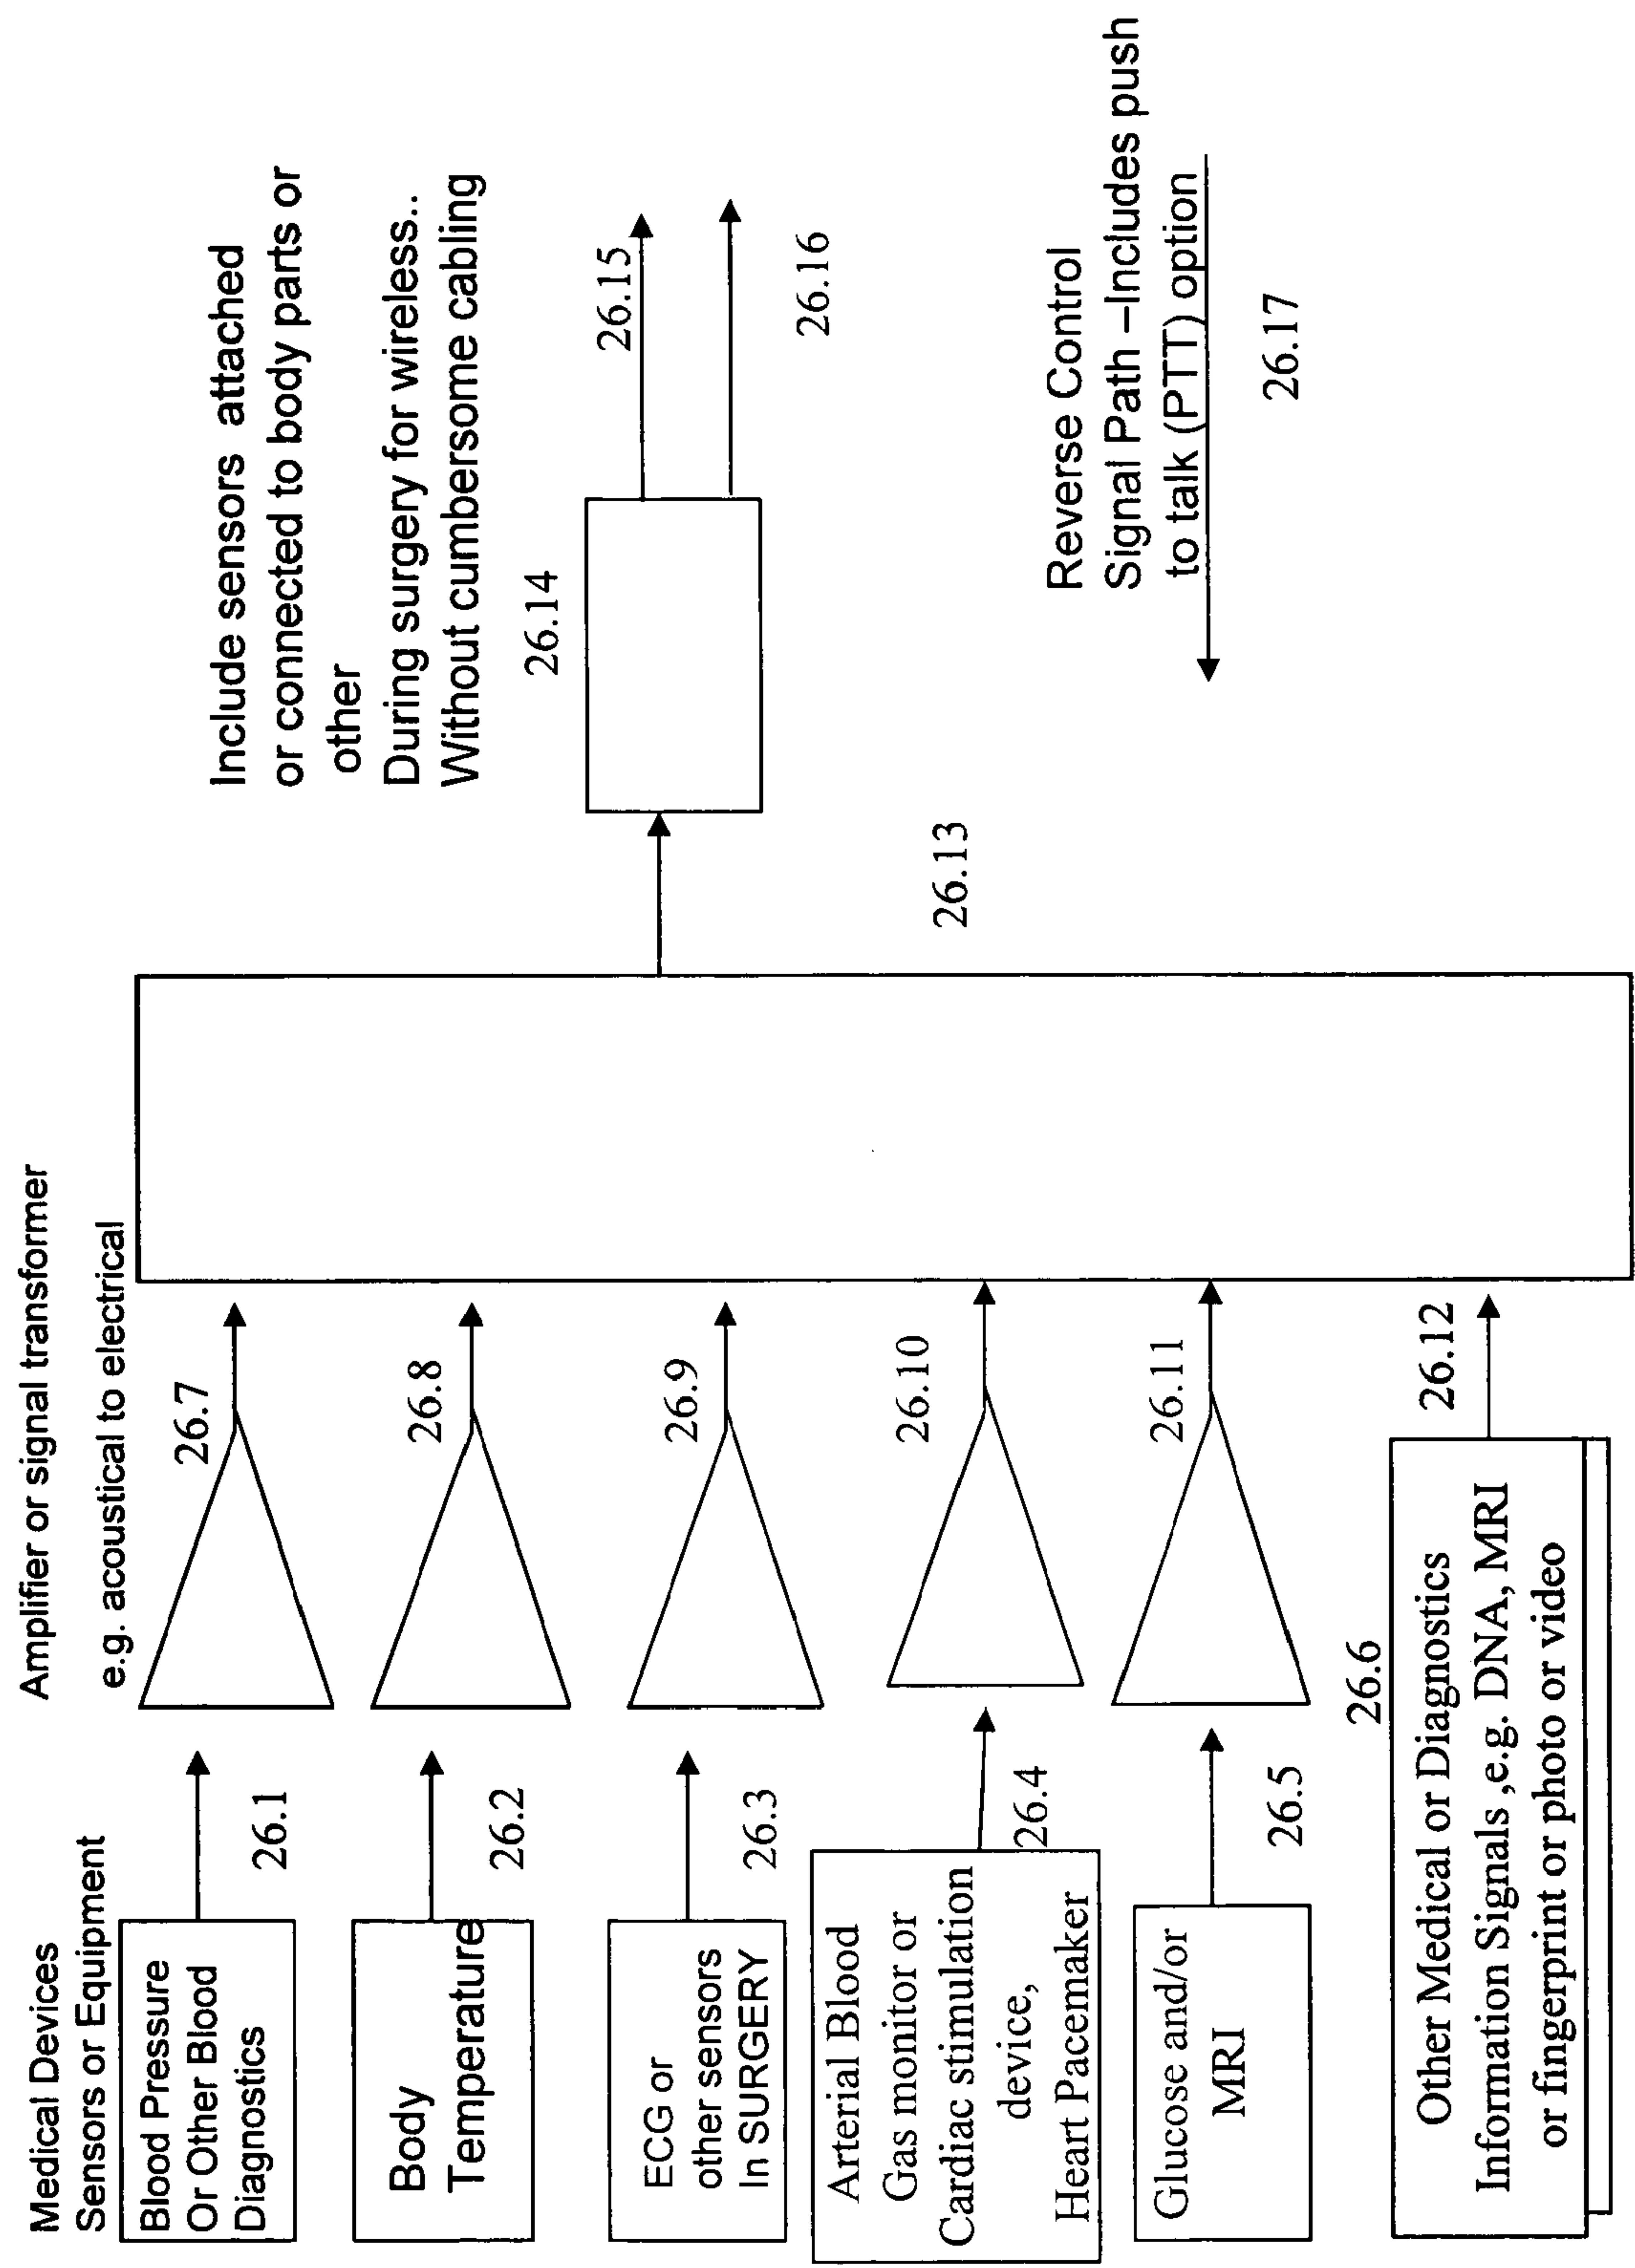 Medical Devices
Sensors or Equipment
Amplifier or signal transformer
e.g. acoustical to electrical
Blood Pressure
Or Other Blood
Diagnostics
26.1
26.7
Body
Temperature
26.2
26.8
ECG or
other sensors
In SURGERY
26.3
26.9
Arterial Blood
Gas monitor or
Cardiac stimulation
device,
Heart Pacemaker
26.4
26.10
Glucose and/or
MRI
26.5
26.11
26.6
Other Medical or Diagnostics
Information Signals ,e.g. DNA, MRI
or fingerprint or photo or video
26.12
26.13
Include sensors attached
or connected to body parts or
other
During surgery for wireless..
Without cumbersome cabling
26.14
26.15
26.16
Reverse Control
Signal Path –Includes push
to talk (PTT) option
26.17